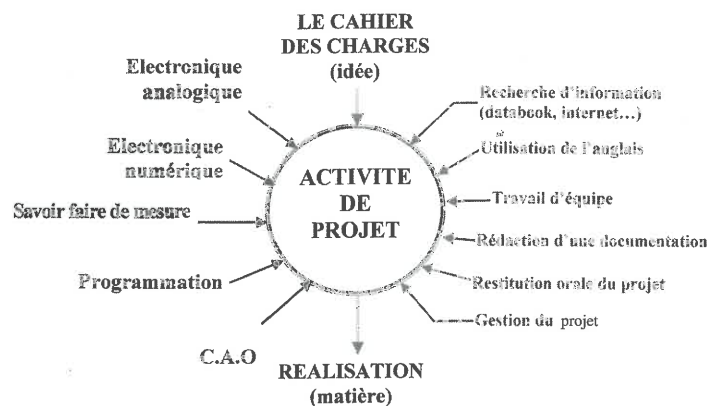 LE CAHIER
DES CHARGES
(idée)
Electronique
analogique
Electronique
numérique
Savoir faire de mesure
Programmation
C.A.O
ACTIVITE
DE
PROJET
Recherche d'information
(databook, internet...)
Utilisation de l'anglais
Travail d'équipe
Rédaction d'une documentation
Restitution orale du projet
Gestion du projet
REALISATION
(matière)